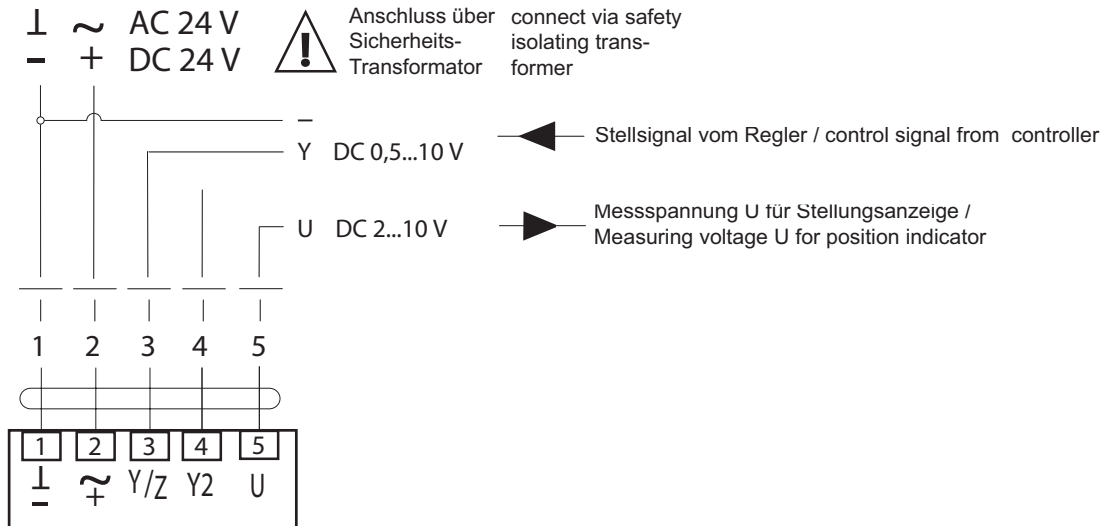 ⊥ ~ AC 24 V
- + DC 24 V
Anschluss über
Sicherheits-
Transformator
connect via safety
isolating trans-
former
–
Y DC 0,5...10 V
Stellsignal vom Regler / control signal from controller
U DC 2...10 V
Messspannung U für Stellungsanzeige /
Measuring voltage U for position indicator
1 2 3 4 5
1 2 3 4 5
⊥ ~ Y/Z Y2 U
- +